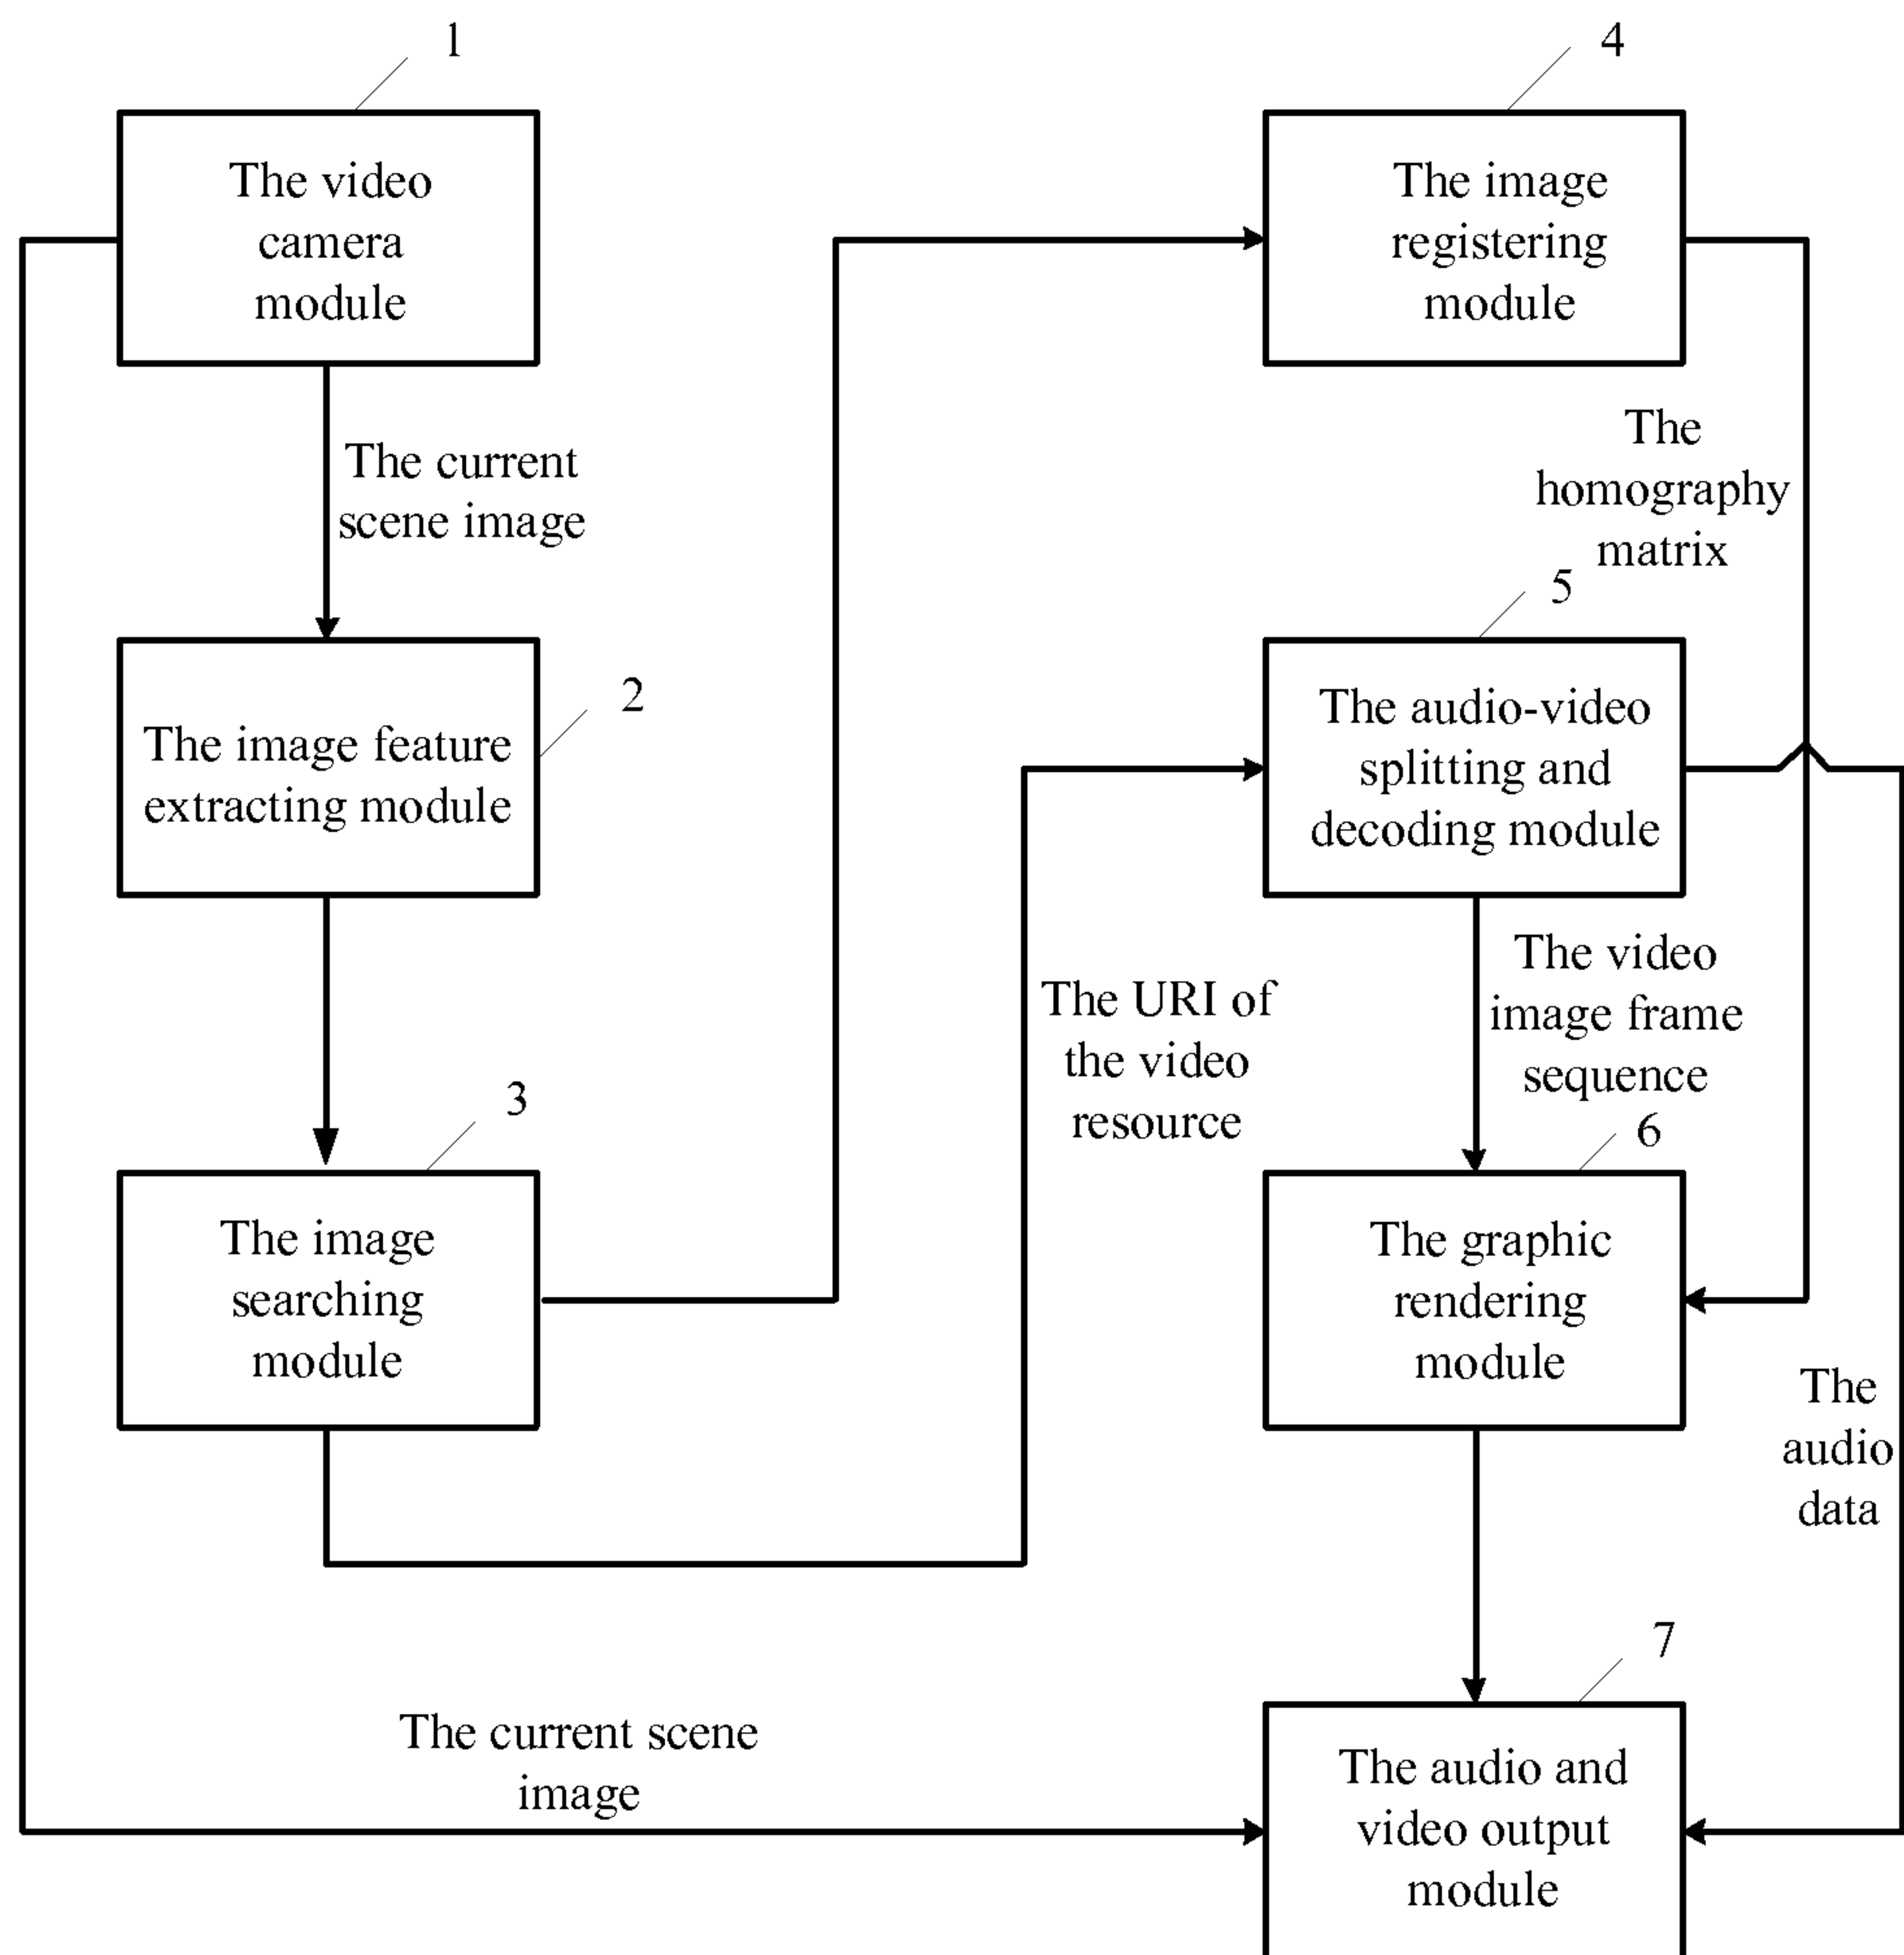 1
The video
camera
module
The current
scene image
2
The image feature
extracting module
3
The image
searching
module
4
The image
registering
module
The
homography
matrix
5
The audio-video
splitting and
decoding module
The URI of
the video
resource
The video
image frame
sequence
6
The graphic
rendering
module
The
audio
data
7
The current scene
image
The audio and
video output
module